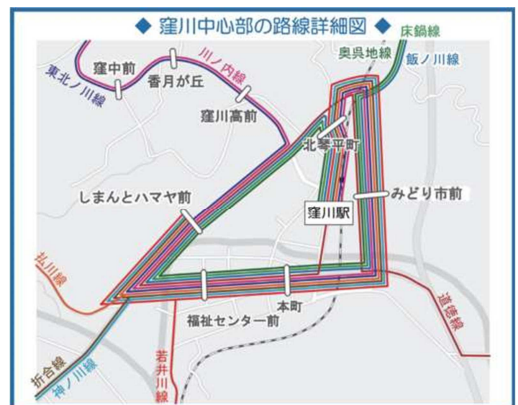 ◆ 窪川中心部の路線詳細図 ◆
床鍋線
奥呉地線
飯ノ川線
川ノ内線
窪中前
東北ノ川線
香月が丘
窪川高前
北琴平町
しまんとハマヤ前
みどり市前
窪川駅
払川線
福祉センター前
本町
道徳線
若井川線
折合線
神ノ川線